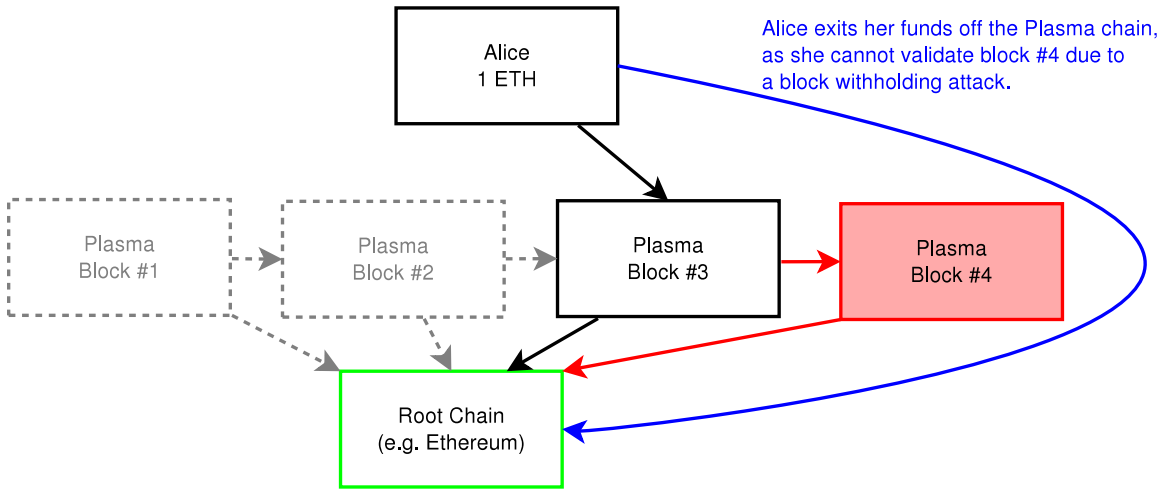 Alice
1 ETH
Alice exits her funds off the Plasma chain,
as she cannot validate block #4 due to
a block withholding attack.
Plasma
Block #1
Plasma
Block #2
Plasma
Block #3
Plasma
Block #4
Root Chain
(e.g. Ethereum)